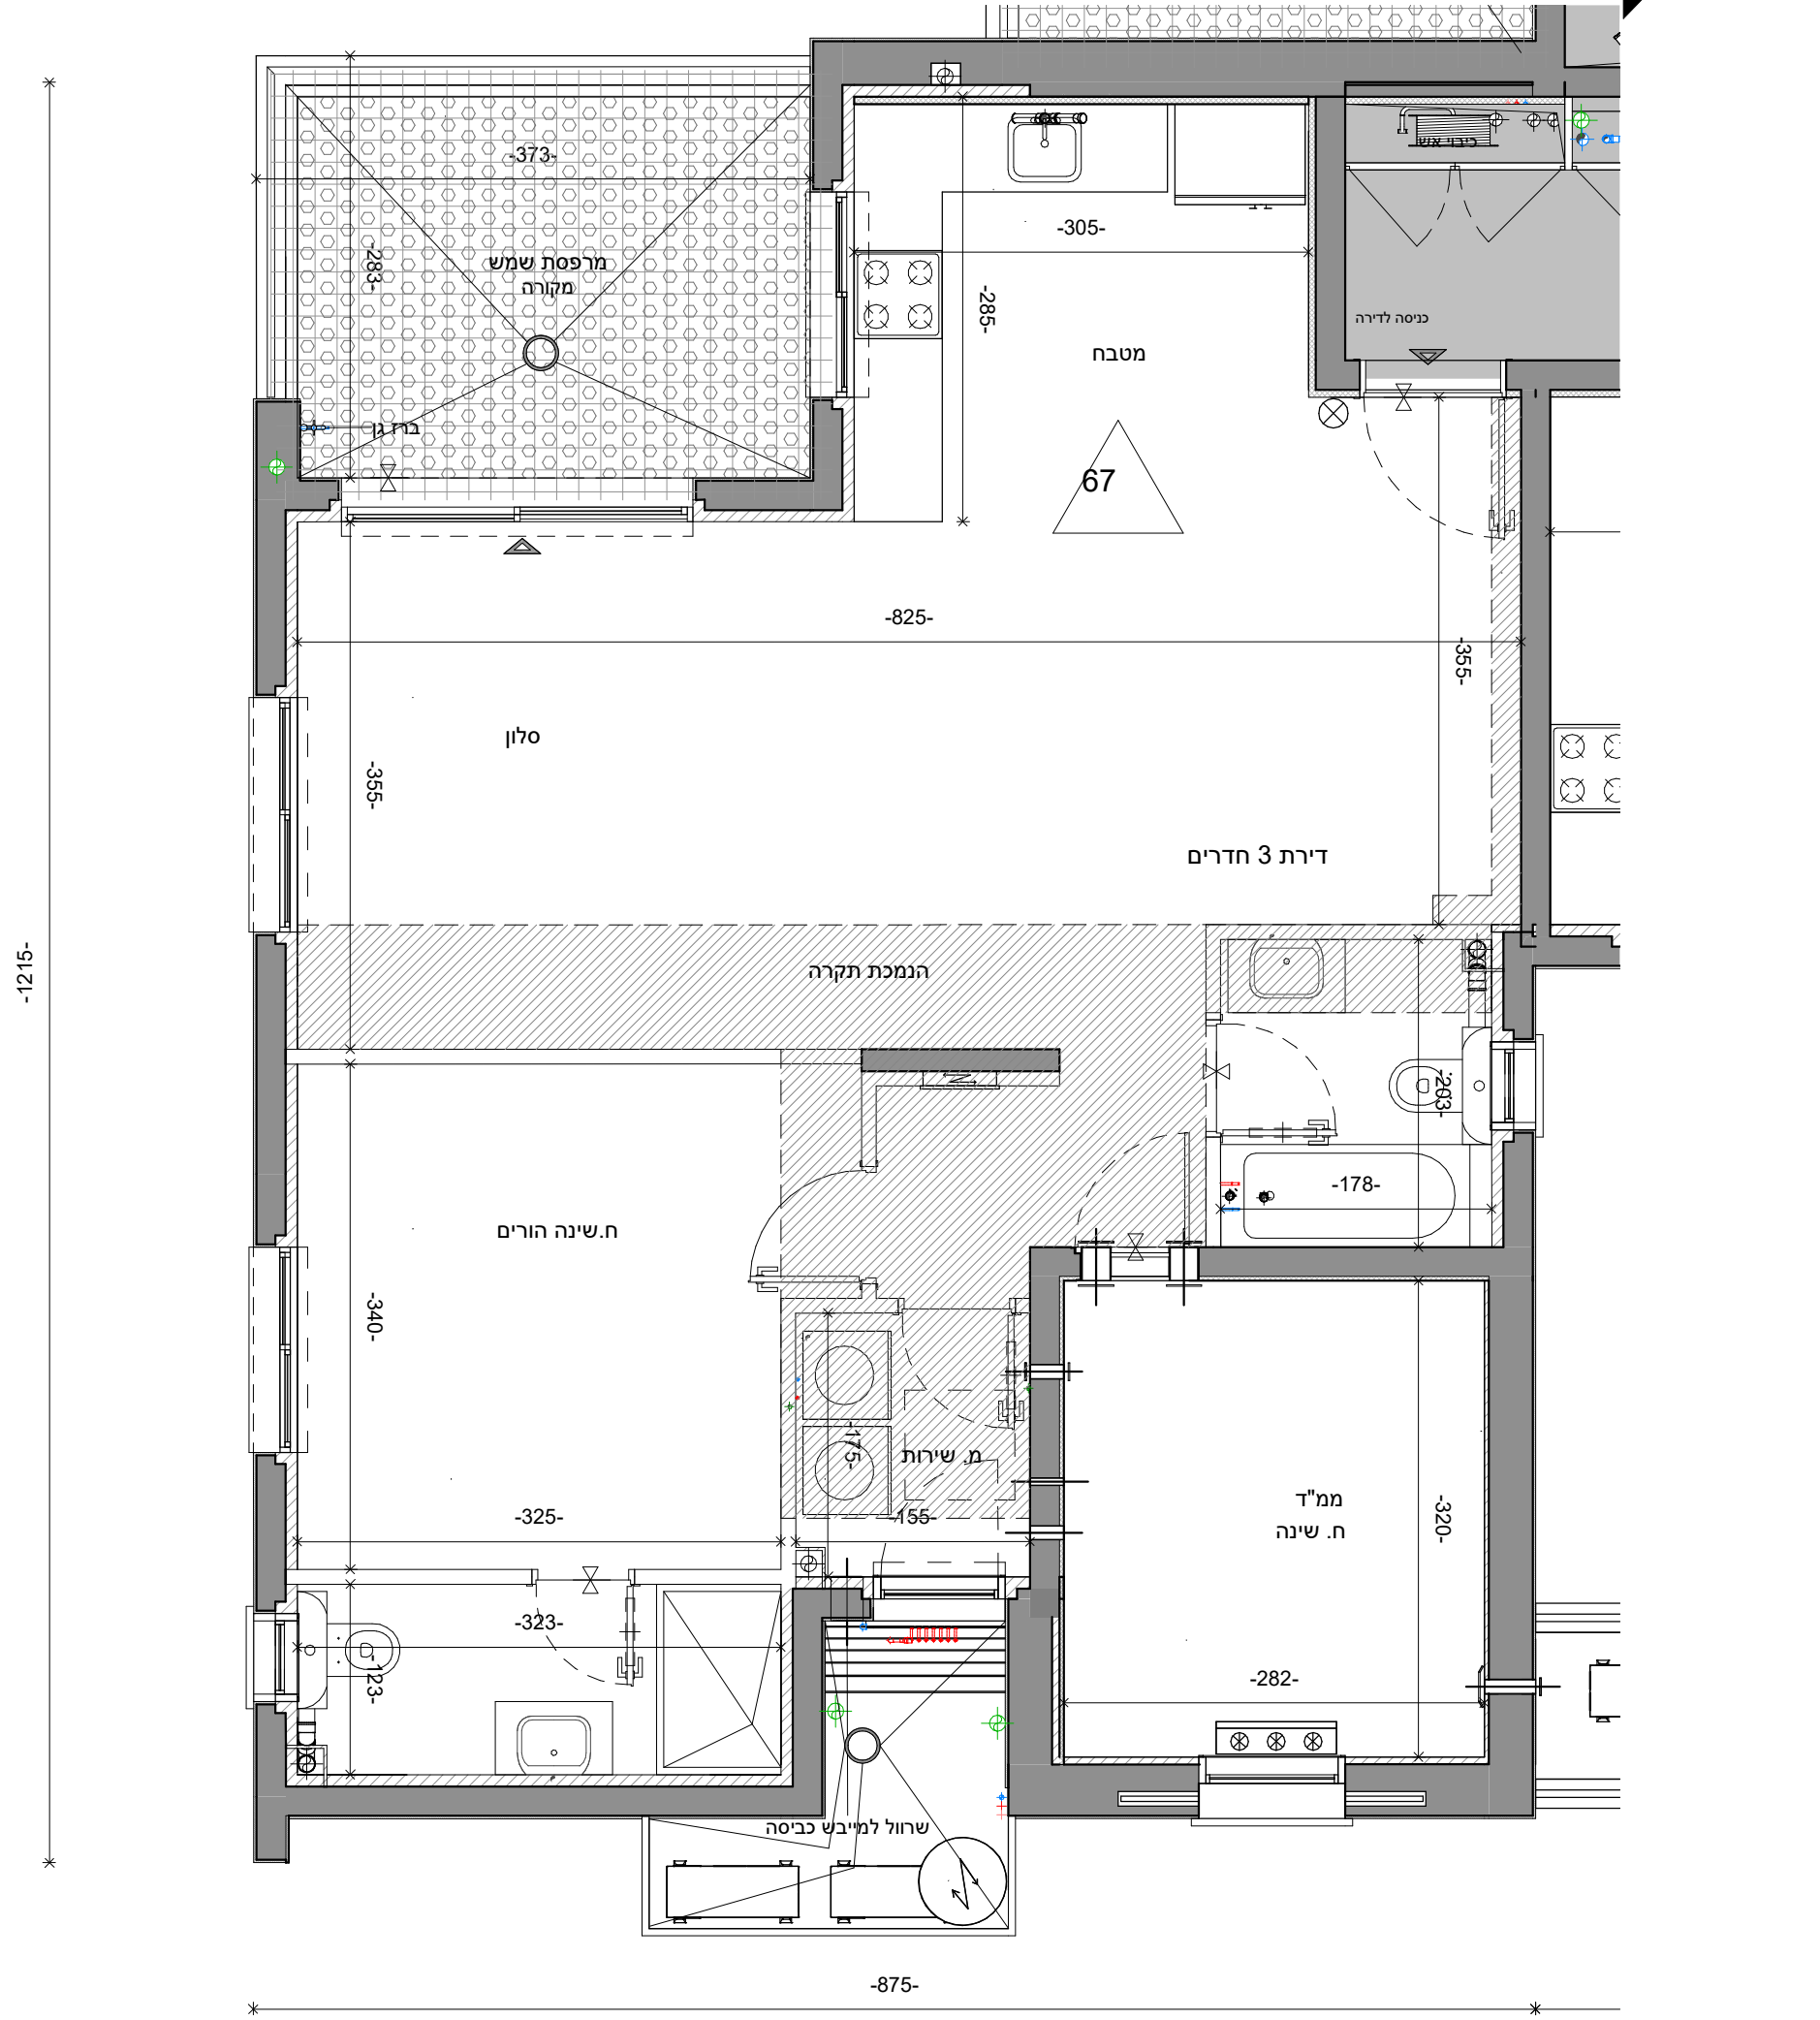 -373-
-283-
מרפסת שמש
מקורה
ברז גן
-305-
-285-
מטבח
67
כיבוי אש
כניסה לדירה
-825-
-355-
-355-
סלון
דירת 3 חדרים
-1215-
הנמכת תקרה
-203-
-178-
ח.שינה הורים
-340-
-175-
מ. שירות
-325-
-155-
ממ"ד
ח. שינה
-320-
-323-
-123-
-282-
שרוול למייבש כביסה
-875-